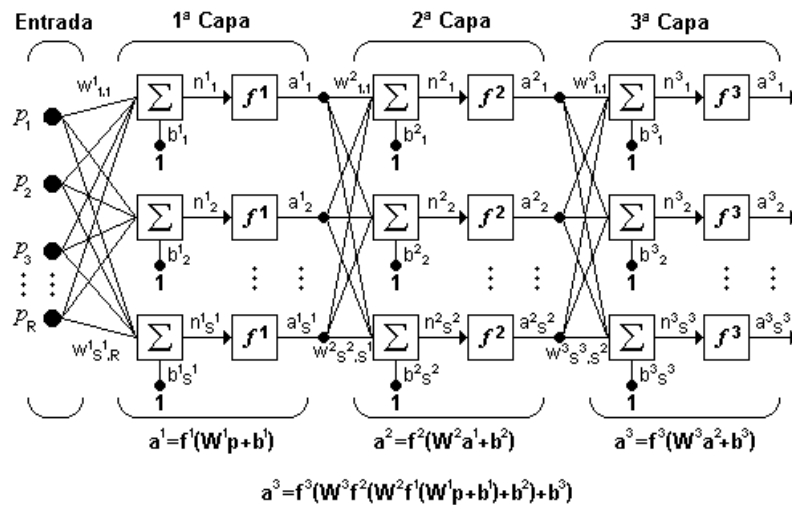 Entrada 1ª Capa 2ª Capa 3ª Capa
w¹₁,₁ n¹₁ a¹₁ w²₁,₁ n²₁ a²₁ w³₁,₁ n³₁ a³₁
p₁ Σ f¹ Σ f² Σ f³
b¹₁ b²₁ b³₁
1 1 1
p₂ n¹₂ a¹₂ n²₂ a²₂ n³₂ a³₂
Σ f¹ Σ f² Σ f³
p₃ b¹₂ b²₂ b³₂
1 1 1
p_R n¹S¹ a¹S¹ n²S² a²S² n³S³ a³S³
Σ f¹ Σ f² Σ f³
w¹S¹,R b¹S¹ w²S²,S¹ b²S² w³S³,S² b³S³
1 1 1
a¹=f¹(W¹p+b¹) a²=f²(W²a¹+b²) a³=f³(W³a²+b³)
a³=f³(W³f²(W²f¹(W¹p+b¹)+b²)+b³)